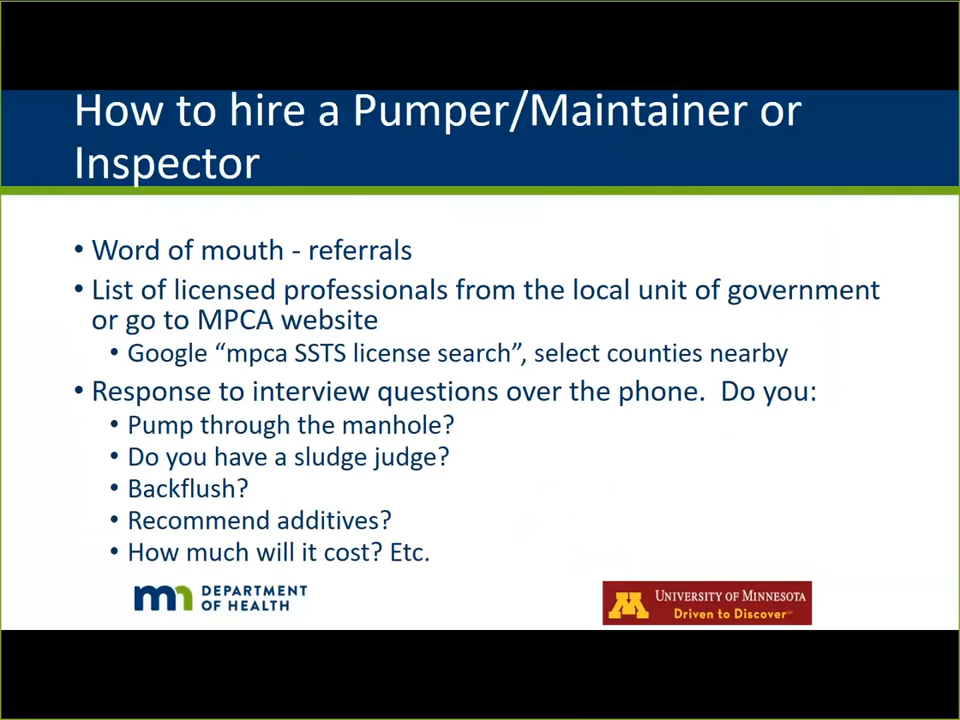 How to hire a Pumper/Maintainer or
Inspector
• Word of mouth - referrals
• List of licensed professionals from the local unit of government
or go to MPCA website
• Google “mpca SSTS license search”, select counties nearby
• Response to interview questions over the phone.  Do you:
• Pump through the manhole?
• Do you have a sludge judge?
• Backflush?
• Recommend additives?
• How much will it cost? Etc.
mn DEPARTMENT
OF HEALTH
M UNIVERSITY OF MINNESOTA
Driven to Discover